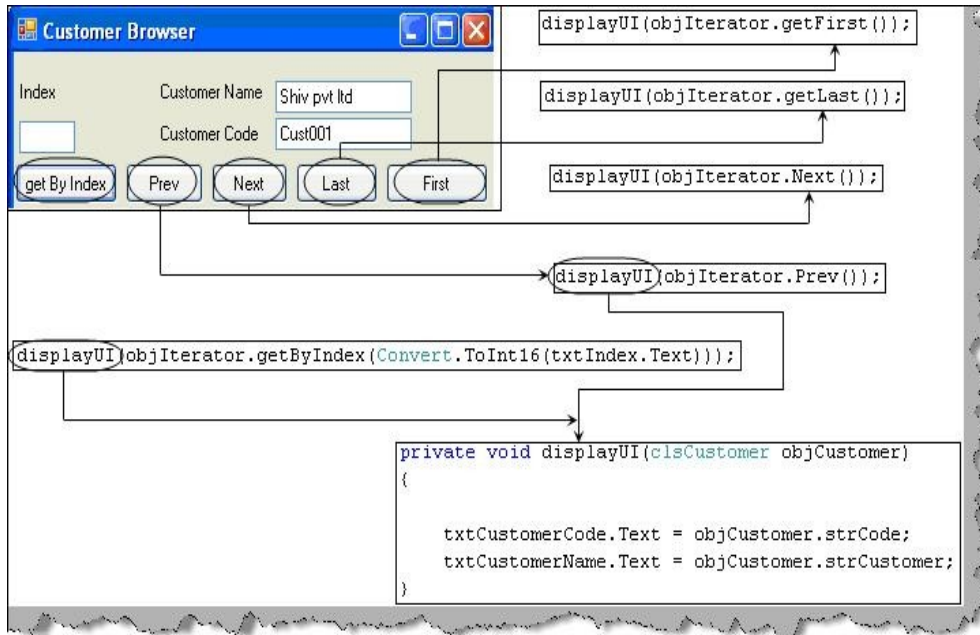 Customer Browser
Index
Customer Name
Shiv pvt ltd
Customer Code
Cust001
get By Index
Prev
Next
Last
First
displayUI(objIterator.getFirst());
displayUI(objIterator.getLast());
displayUI(objIterator.Next());
displayUI(objIterator.Prev());
displayUI(objIterator.getByIndex(Convert.ToInt16(txtIndex.Text)));
private void displayUI(clsCustomer objCustomer)
{
txtCustomerCode.Text = objCustomer.strCode;
txtCustomerName.Text = objCustomer.strCustomer;
}